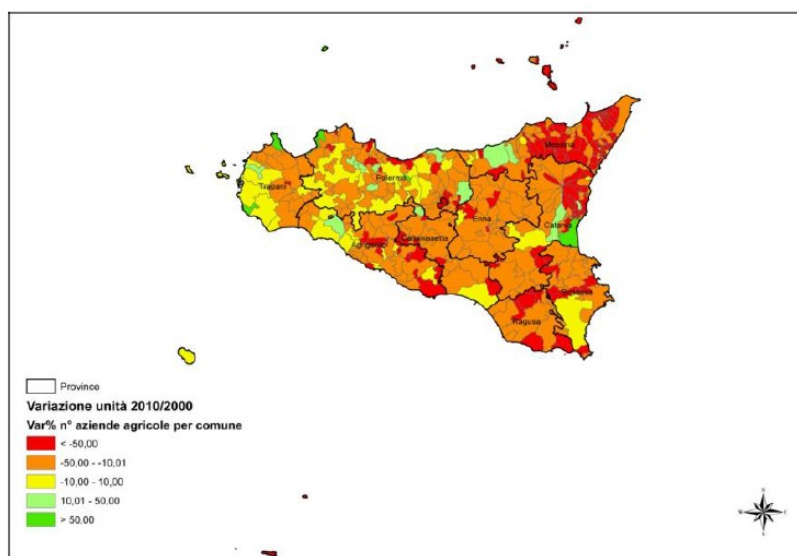 Messina
Palermo
Trapani
Enna
Caltanissetta
Agrigento
Catania
Siracusa
Ragusa
Province
Variazione unità 2010/2000
Var% n° aziende agricole per comune
< -50,00
-50,00 - -10,01
-10,00 - 10,00
10,01 - 50,00
> 50,00
N
W
E
S